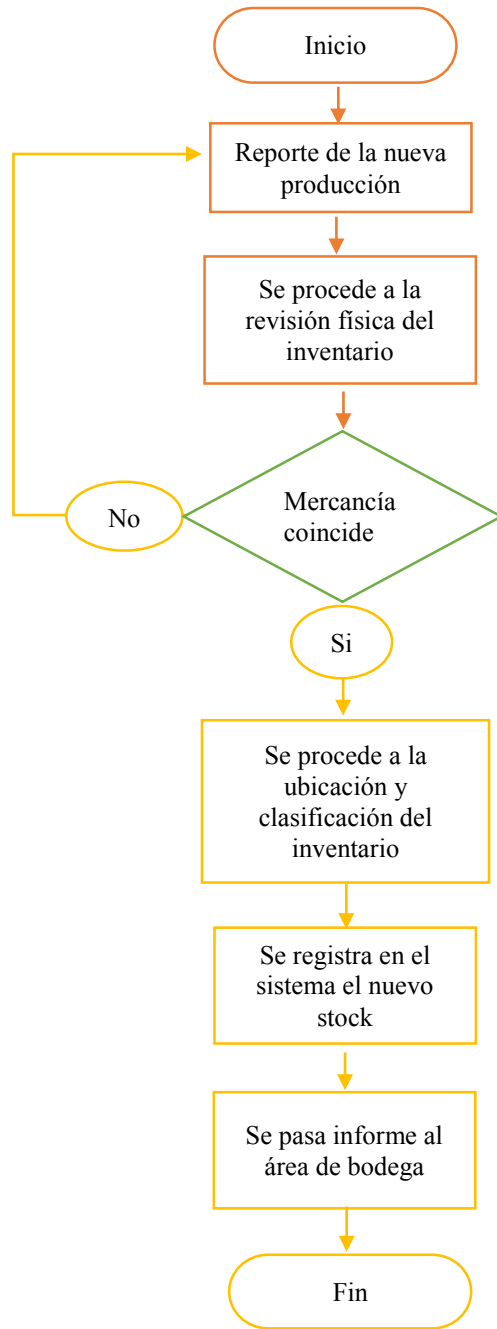 Inicio
Reporte de la nueva
producción
Se procede a la
revisión física del
inventario
Mercancía
coincide
No
Si
Se procede a la
ubicación y
clasificación del
inventario
Se registra en el
sistema el nuevo
stock
Se pasa informe al
área de bodega
Fin